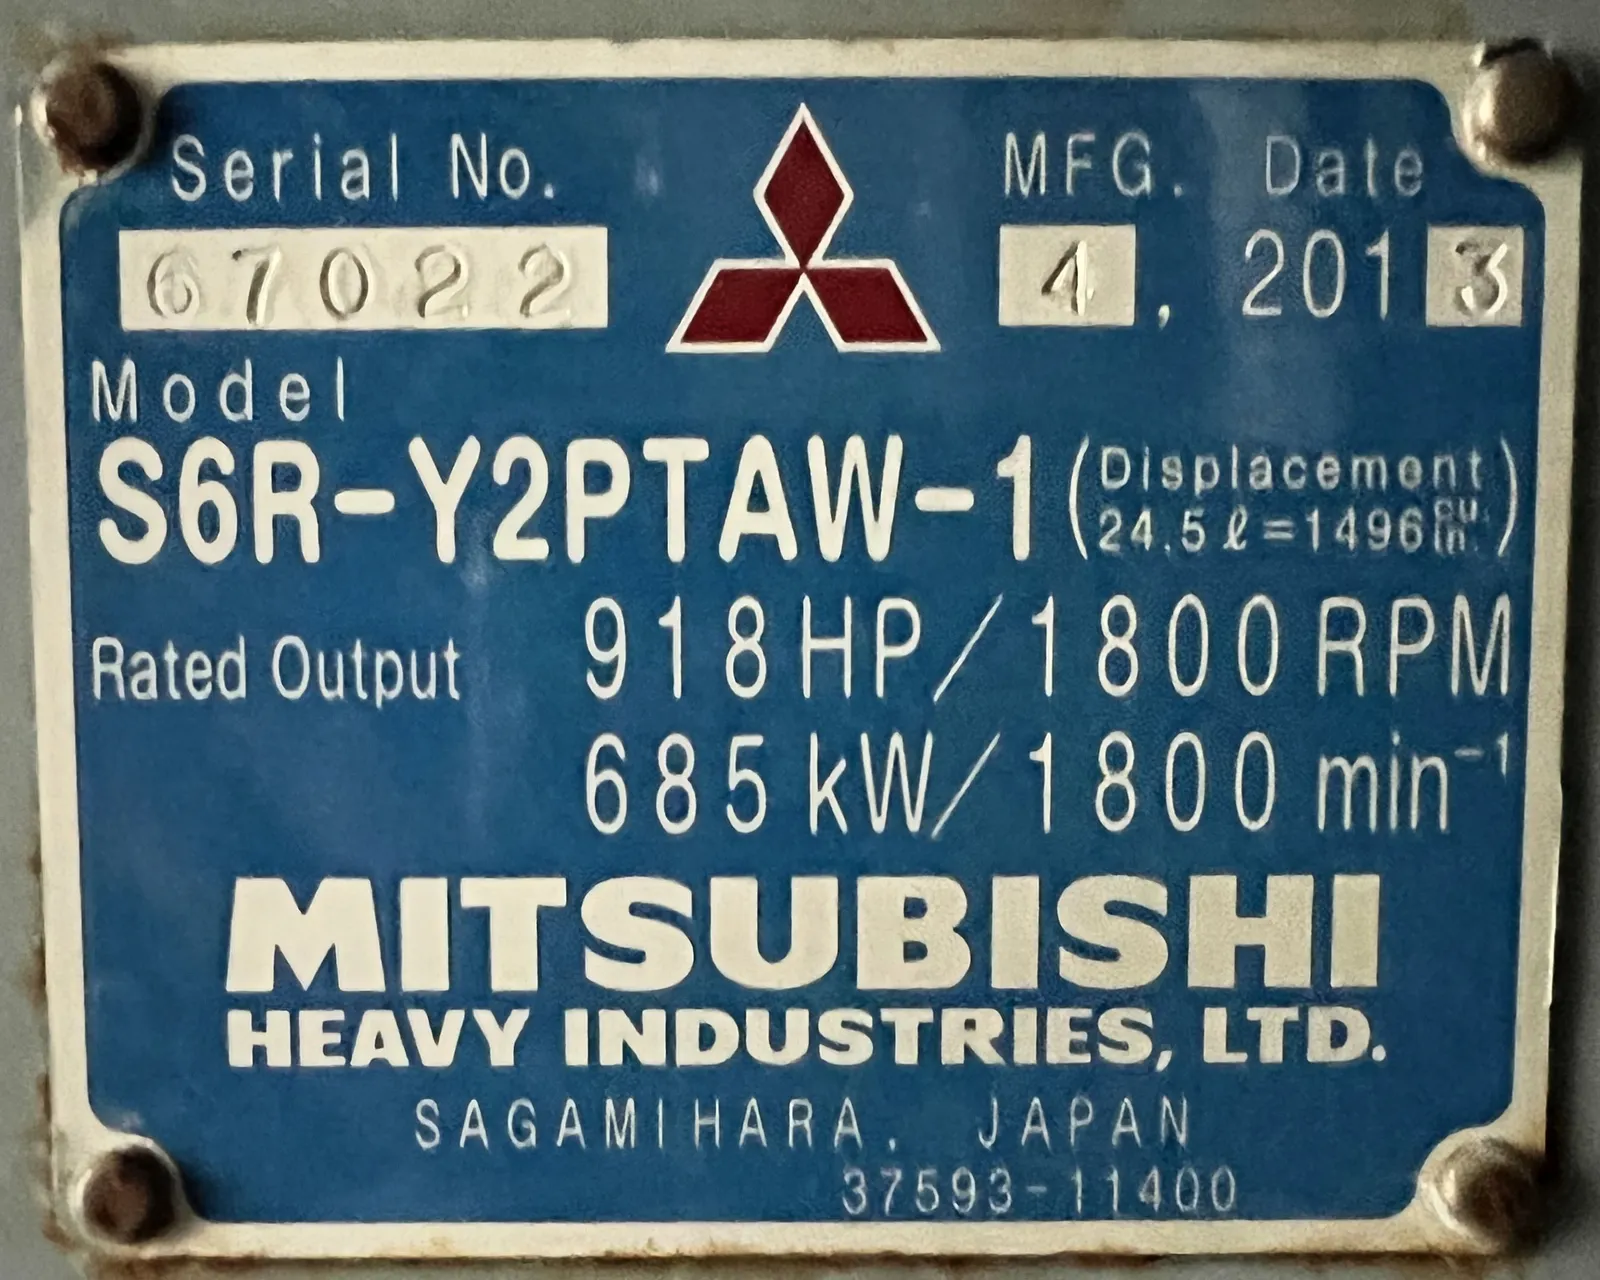 Serial No. MFG. Date
67022 4, 2013
Model
S6R-Y2PTAW-1 (Displacement
24.5ℓ=1496 cu. in.)
Rated Output 918 HP/1800 RPM
685 kW/1800 min⁻¹
MITSUBISHI
HEAVY INDUSTRIES, LTD.
SAGAMIHARA. JAPAN
37593-11400